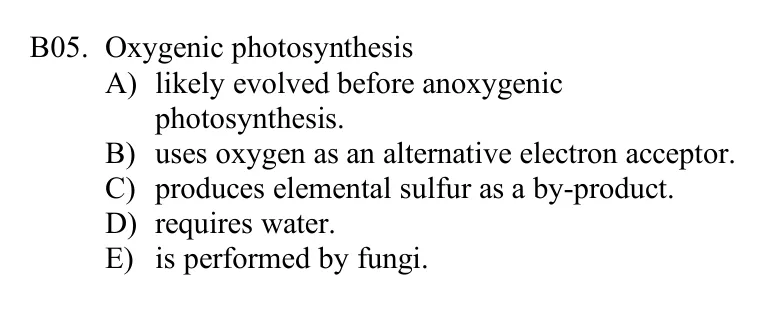 B05. Oxygenic photosynthesis
A) likely evolved before anoxygenic
photosynthesis.
B) uses oxygen as an alternative electron acceptor.
C) produces elemental sulfur as a by-product.
D) requires water.
E) is performed by fungi.